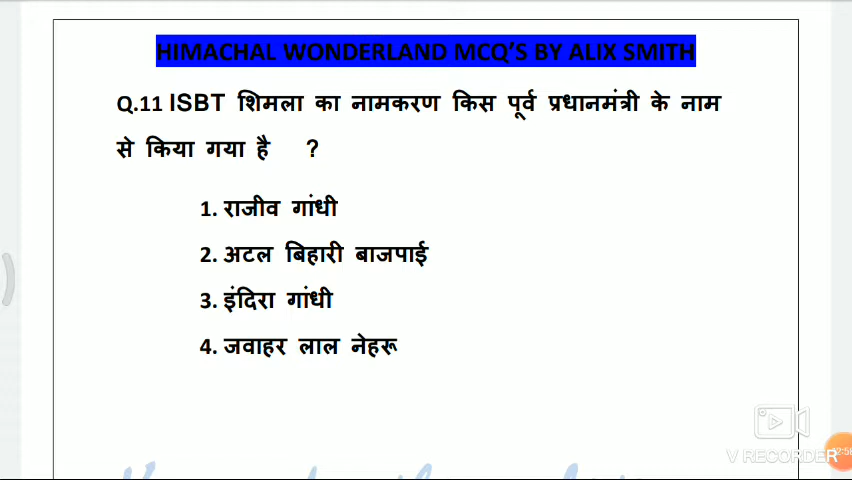 HIMACHAL WONDERLAND MCQ'S BY ALIX SMITH
Q.11 ISBT शिमला का नामकरण किस पूर्व प्रधानमंत्री के नाम
से किया गया है ?
1. राजीव गांधी
2. अटल बिहारी बाजपाई
3. इंदिरा गांधी
4. जवाहर लाल नेहरू
V RECORDER